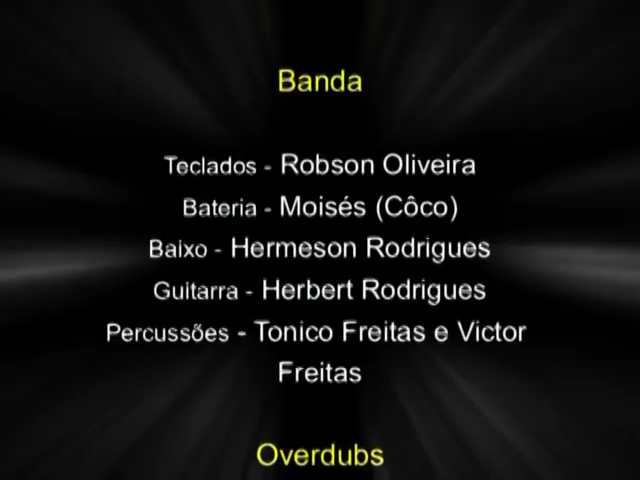 Banda
Teclados - Robson Oliveira
Bateria - Moisés (Côco)
Baixo - Hermeson Rodrigues
Guitarra - Herbert Rodrigues
Percussões - Tonico Freitas e Victor
Freitas
Overdubs